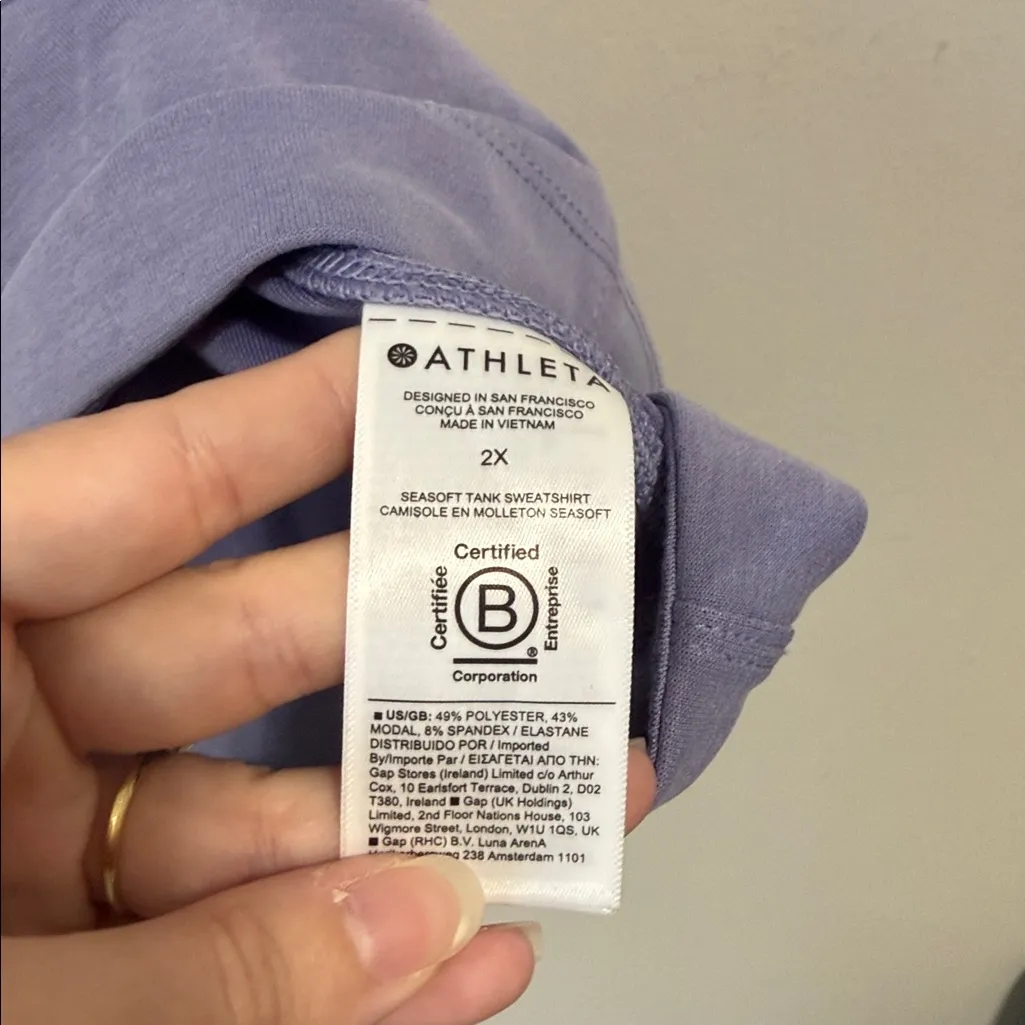 ATHLETA
DESIGNED IN SAN FRANCISCO
CONÇU À SAN FRANCISCO
MADE IN VIETNAM
2X
SEASOFT TANK SWEATSHIRT
CAMISOLE EN MOLLETON SEASOFT
Certified
Certifiée
B
Entreprise
®
Corporation
■ US/GB: 49% POLYESTER, 43%
MODAL, 8% SPANDEX / ELASTANE
DISTRIBUIDO POR / Imported
By/Importe Par / ΕΙΣΑΓΕΤΑΙ ΑΠΟ ΤΗΝ:
Gap Stores (Ireland) Limited c/o Arthur
Cox, 10 Earlsfort Terrace, Dublin 2, D02
T380, Ireland ■ Gap (UK Holdings)
Limited, 2nd Floor Nations House, 103
Wigmore Street, London, W1U 1QS, UK
■ Gap (RHC) B.V. Luna ArenA
238 Amsterdam 1101